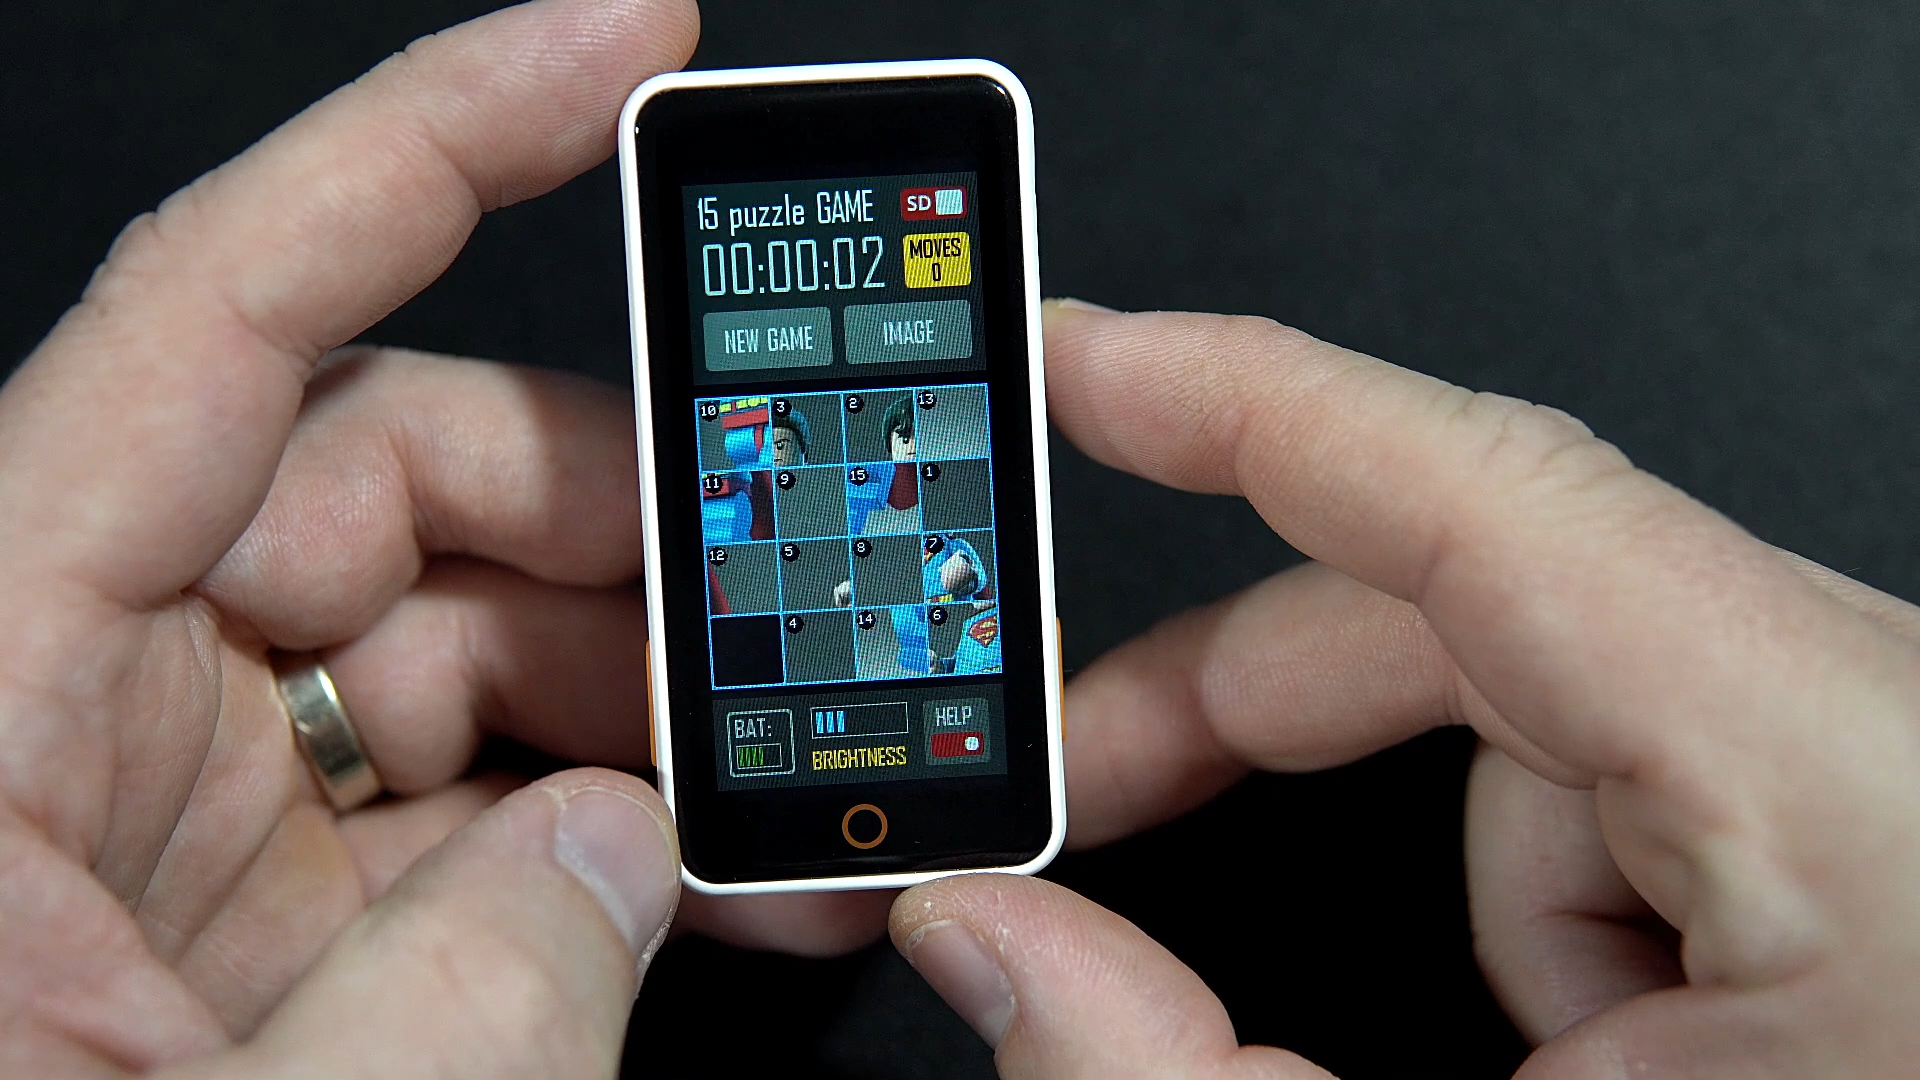 15 puzzle GAME
SD
00:00:02
MOVES
0
NEW GAME
IMAGE
10 3 2 13
11 9 15 1
12 5 8 7
4 14 6
BAT:
BRIGHTNESS
HELP